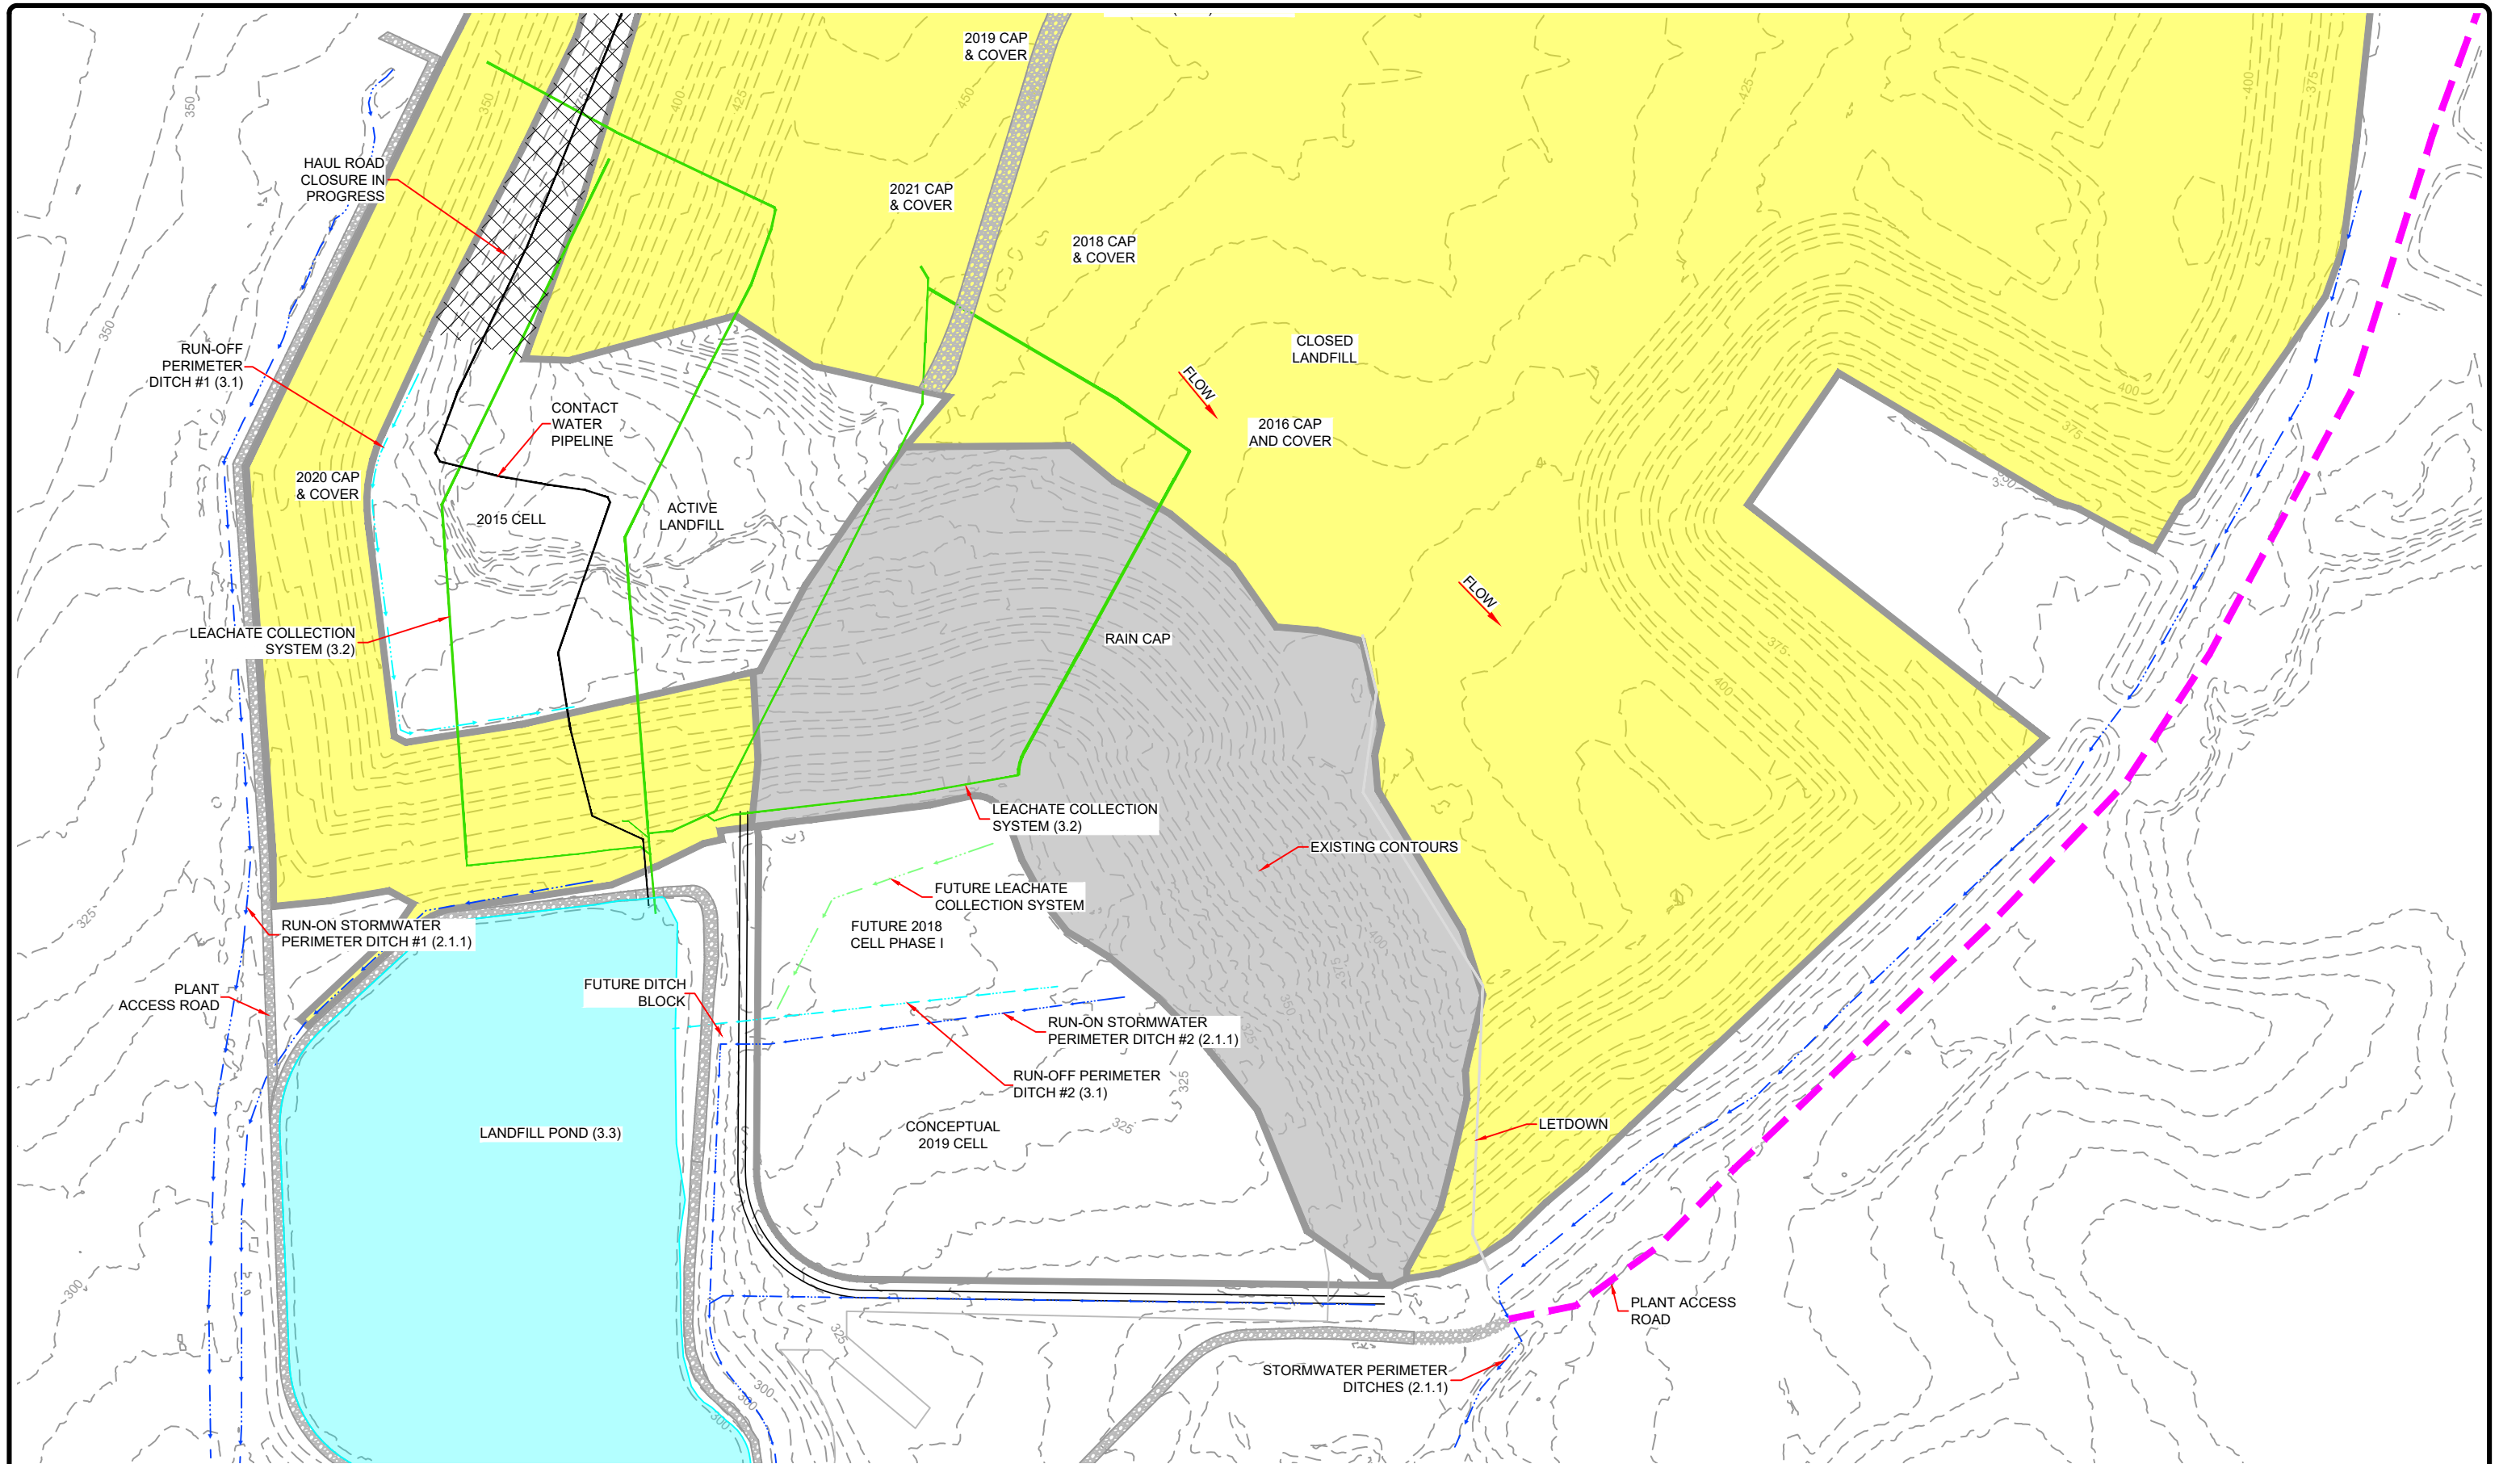 2019 CAP
& COVER
HAUL ROAD
CLOSURE IN
PROGRESS
2021 CAP
& COVER
2018 CAP
& COVER
CLOSED
LANDFILL
FLOW
RUN-OFF
PERIMETER
DITCH #1 (3.1)
CONTACT
WATER
PIPELINE
2016 CAP
AND COVER
2020 CAP
& COVER
2015 CELL
ACTIVE
LANDFILL
FLOW
LEACHATE COLLECTION
SYSTEM (3.2)
RAIN CAP
LEACHATE COLLECTION
SYSTEM (3.2)
EXISTING CONTOURS
FUTURE LEACHATE
COLLECTION SYSTEM
RUN-ON STORMWATER
PERIMETER DITCH #1 (2.1.1)
FUTURE 2018
CELL PHASE I
PLANT
ACCESS ROAD
FUTURE DITCH
BLOCK
RUN-ON STORMWATER
PERIMETER DITCH #2 (2.1.1)
RUN-OFF PERIMETER
DITCH #2 (3.1)
LANDFILL POND (3.3)
CONCEPTUAL
2019 CELL
LETDOWN
PLANT ACCESS
ROAD
STORMWATER PERIMETER
DITCHES (2.1.1)
350
350
350
400
425
450
425
400
375
400
375
375
400
400
375
350
325
325
325
325
300
325
300
300
300